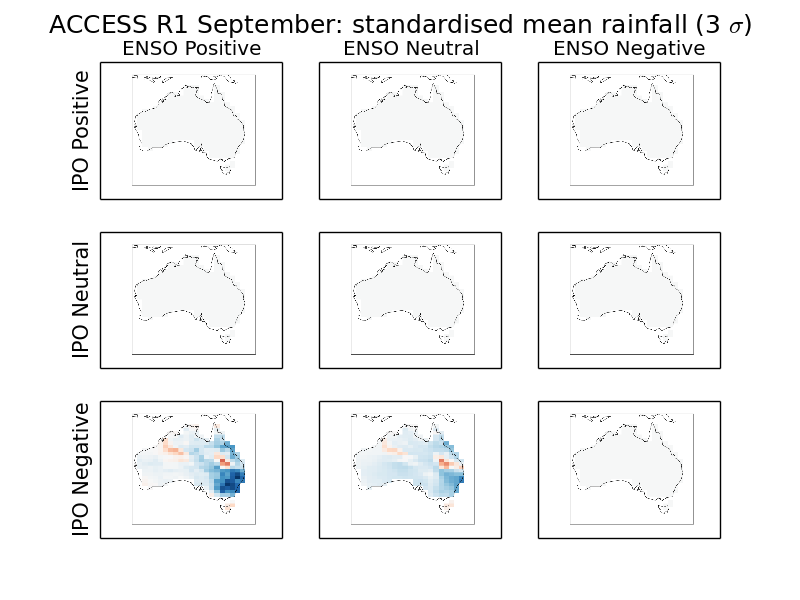 ACCESS R1 September: standardised mean rainfall (3 σ)
ENSO Positive
ENSO Neutral
ENSO Negative
IPO Positive
IPO Neutral
IPO Negative